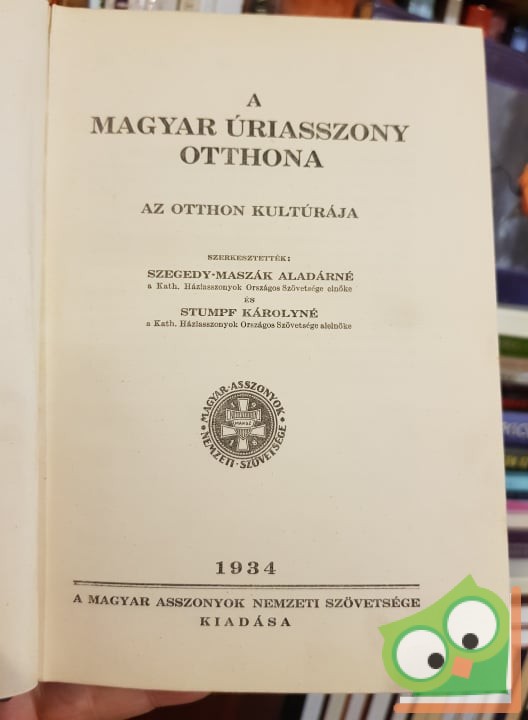 A
MAGYAR ÚRIASSZONY
OTTHONA
AZ OTTHON KULTÚRÁJA
SZERKESZTETTÉK:
SZEGEDY-MASZÁK ALADÁRNÉ
a Kath. Háziasszonyok Országos Szövetsége elnöke
ÉS
STUMPF KÁROLYNÉ
a Kath. Háziasszonyok Országos Szövetsége alelnöke
MAGYAR-ASSZONYOK
NEMZETI-SZÖVETSÉGE
1934
A MAGYAR ASSZONYOK NEMZETI SZÖVETSÉGE
KIADÁSA